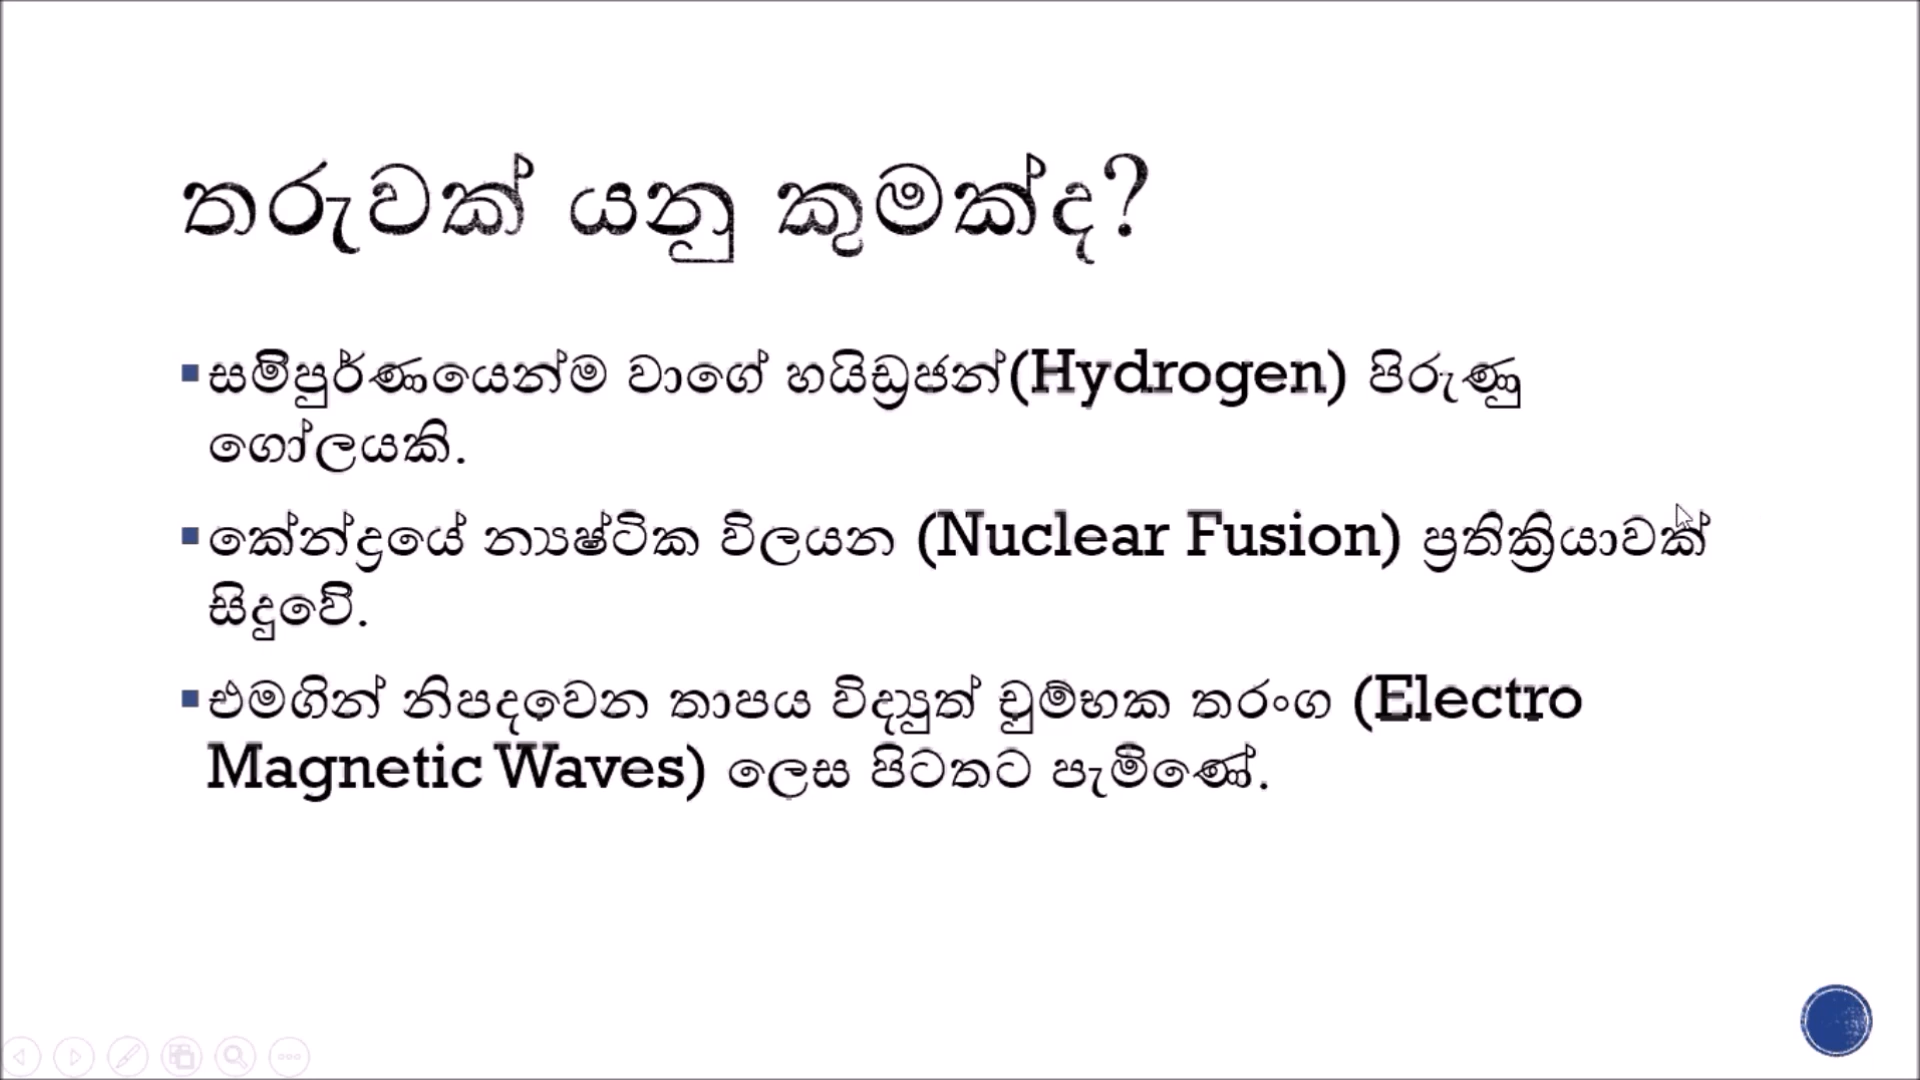 තරුවක් යනු කුමක්ද?
සම්පුර්ණයෙන්ම වාගේ හයිඩ්‍රජන්(Hydrogen) පිරුණු
ගෝලයකි.
කේන්ද්‍රයේ න්‍යෂ්ටික විලයන (Nuclear Fusion) ප්‍රතික්‍රියාවක්
සිදුවේ.
එමගින් නිපදවෙන තාපය විද්‍යුත් චුම්භක තරංග (Electro
Magnetic Waves) ලෙස පිටතට පැමිණේ.